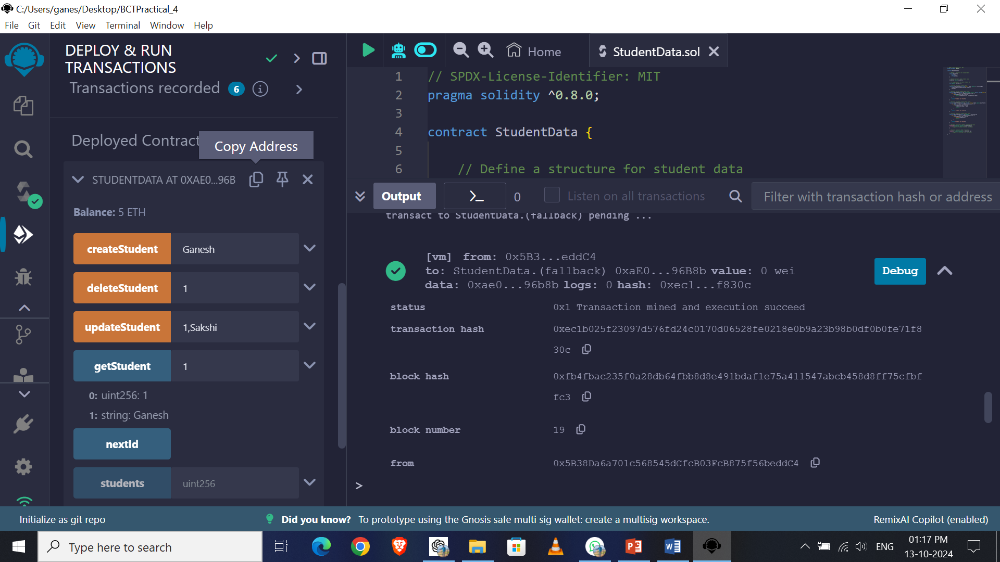 C:/Users/ganes/Desktop/BCTPractical_4
File Git Edit View Terminal Window Help
DEPLOY & RUN
TRANSACTIONS
Transactions recorded 6 i
Deployed Contract
Copy Address
STUDENTDATA AT 0XAE0...96B
Balance: 5 ETH
createStudent Ganesh
deleteStudent 1
updateStudent 1,Sakshi
getStudent 1
0: uint256: 1
1: string: Ganesh
nextId
students uint256
Home StudentData.sol
1 // SPDX-License-Identifier: MIT
2 pragma solidity ^0.8.0;
3
4 contract StudentData {
5
6 // Define a structure for student data
Output >_ 0 Listen on all transactions Filter with transaction hash or address
transact to StudentData.(fallback) pending ...
[vm] from: 0x5B3...eddC4
to: StudentData.(fallback) 0xaE0...96B8b value: 0 wei
data: 0xae0...96b8b logs: 0 hash: 0xec1...f830c
Debug
status 0x1 Transaction mined and execution succeed
transaction hash 0xec1b025f23097d576fd24c0170d06528fe0218e0b9a23b98b0df0b0fe71f8
30c
block hash 0xfb4fbac235f0a28db64fbb8d8e491bdaf1e75a411547abcb458d8ff75cfbf
fc3
block number 19
from 0x5B38Da6a701c568545dCfcB03FcB875f56beddC4
>
Initialize as git repo Did you know? To prototype using the Gnosis safe multi sig wallet: create a multisig workspace. RemixAI Copilot (enabled)
Type here to search
ENG
01:17 PM
13-10-2024